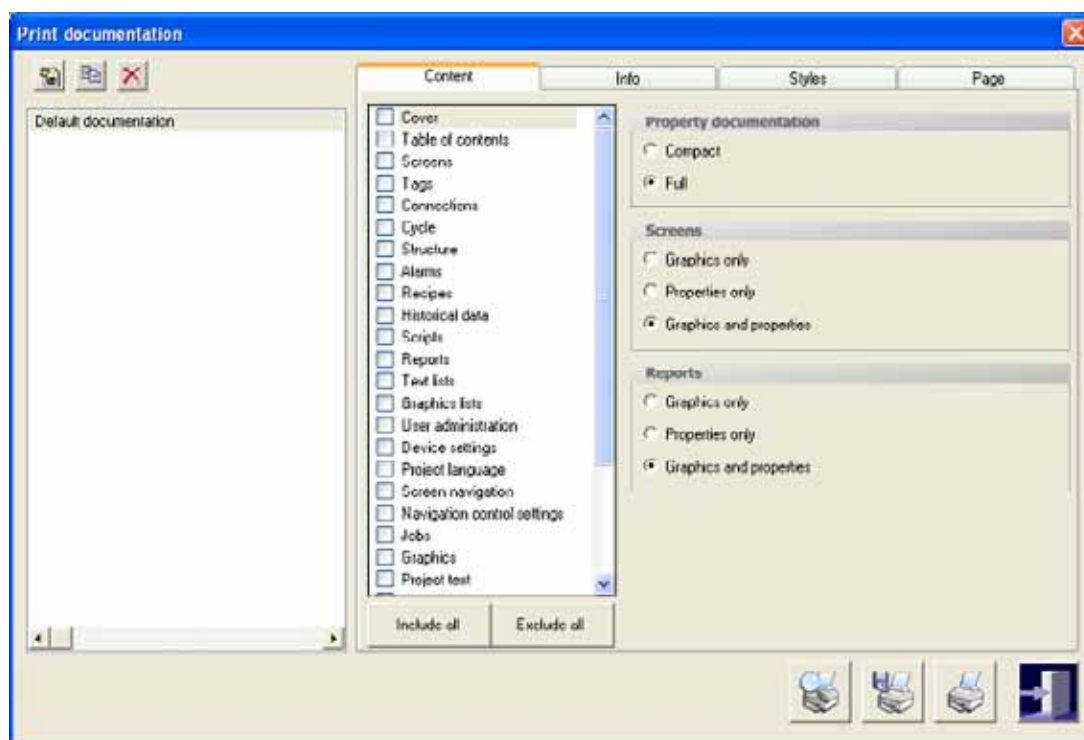 Print documentation
Default documentation
Content
Info
Styles
Page
Cover
Table of contents
Screens
Tags
Connections
Cycle
Structure
Alarms
Recipes
Historical data
Scripts
Reports
Text lists
Graphics lists
User administration
Device settings
Project language
Screen navigation
Navigation control settings
Jobs
Graphics
Project text
Include all
Exclude all
Property documentation
Compact
Full
Screens
Graphics only
Properties only
Graphics and properties
Reports
Graphics only
Properties only
Graphics and properties